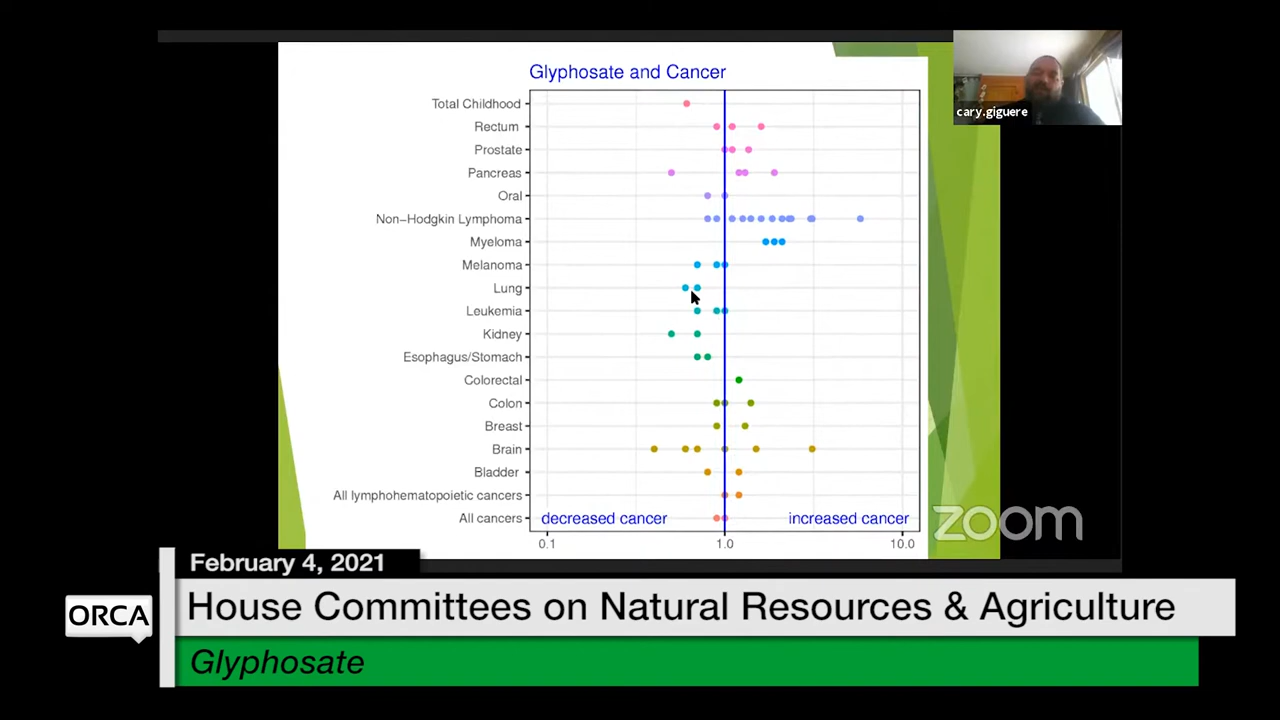 Glyphosate and Cancer
cary.giguere
Total Childhood
Rectum
Prostate
Pancreas
Oral
Non-Hodgkin Lymphoma
Myeloma
Melanoma
Lung
Leukemia
Kidney
Esophagus/Stomach
Colorectal
Colon
Breast
Brain
Bladder
All lymphohematopoietic cancers
All cancers
decreased cancer
increased cancer
zoom
0.1
1.0
10.0
February 4, 2021
ORCA
House Committees on Natural Resources & Agriculture
Glyphosate